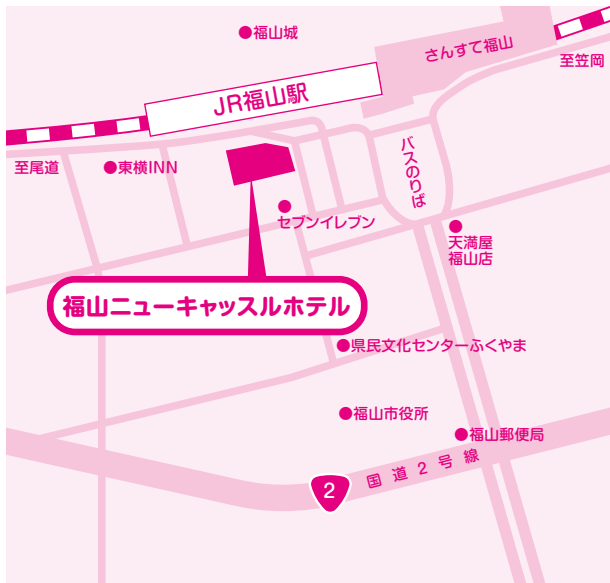 福山城
さんすて福山
至笠岡
JR福山駅
至尾道
東横INN
バスのりば
セブンイレブン
天満屋
福山店
福山ニューキャッスルホテル
県民文化センターふくやま
福山市役所
福山郵便局
国道2号線
2